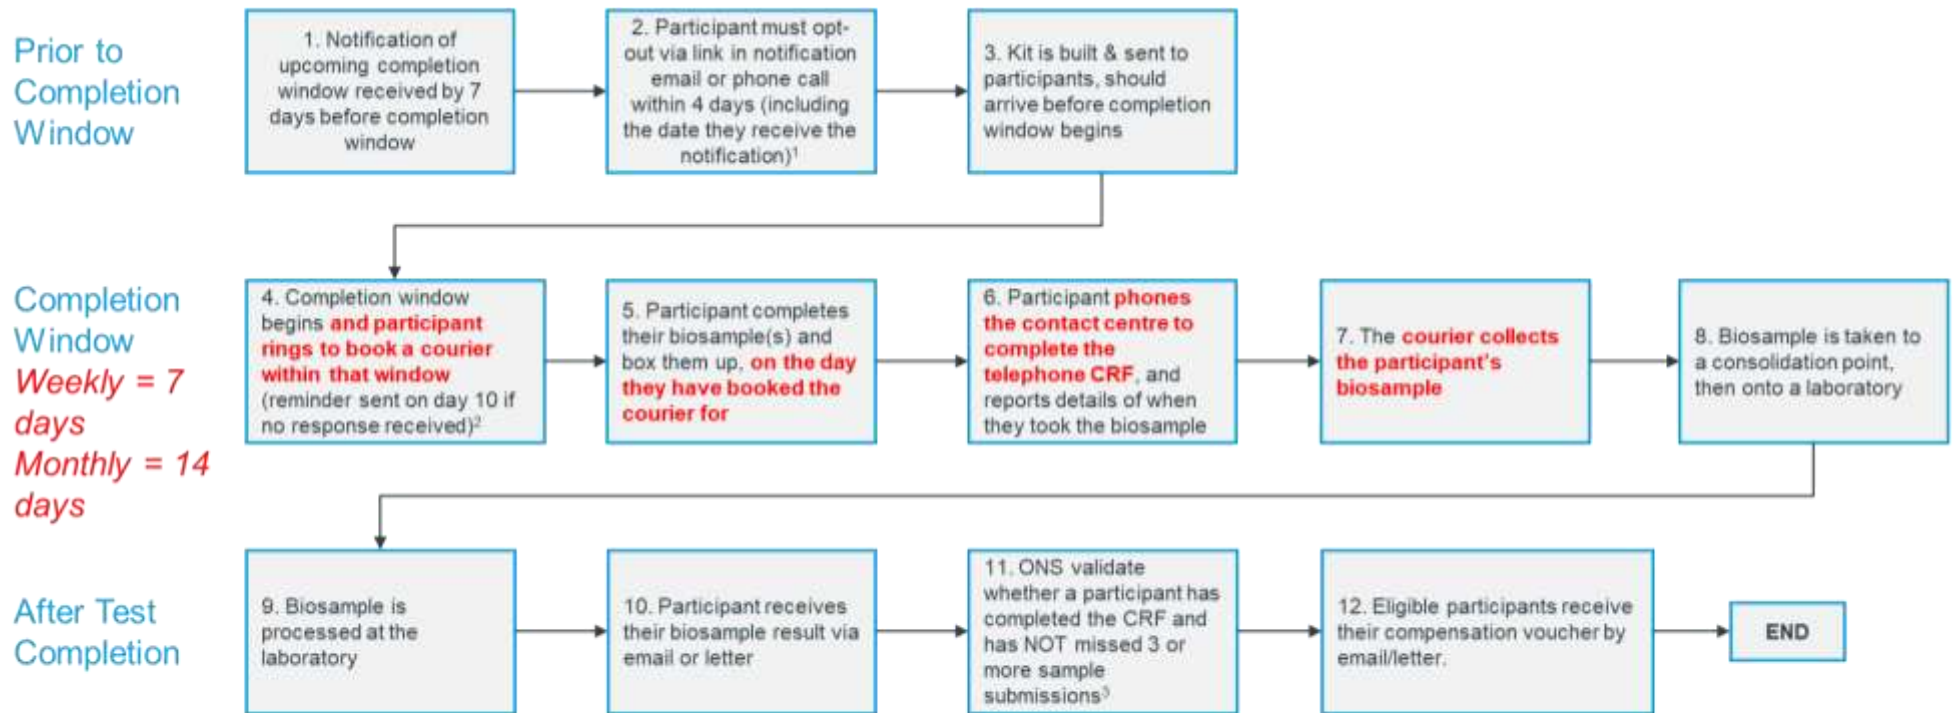 Prior to
Completion
Window
1. Notification of
upcoming completion
window received by 7
days before completion
window
2. Participant must opt-
out via link in notification
email or phone call
within 4 days (including
the date they receive the
notification)¹
3. Kit is built & sent to
participants, should
arrive before completion
window begins
Completion
Window
Weekly = 7
days
Monthly = 14
days
4. Completion window
begins and participant
rings to book a courier
within that window
(reminder sent on day 10 if
no response received)²
5. Participant completes
their biosample(s) and
box them up, on the day
they have booked the
courier for
6. Participant phones
the contact centre to
complete the
telephone CRF, and
reports details of when
they took the biosample
7. The courier collects
the participant's
biosample
8. Biosample is taken to
a consolidation point,
then onto a laboratory
After Test
Completion
9. Biosample is
processed at the
laboratory
10. Participant receives
their biosample result via
email or letter
11. ONS validate
whether a participant has
completed the CRF and
has NOT missed 3 or
more sample
submissions³
12. Eligible participants receive
their compensation voucher by
email/letter.
END